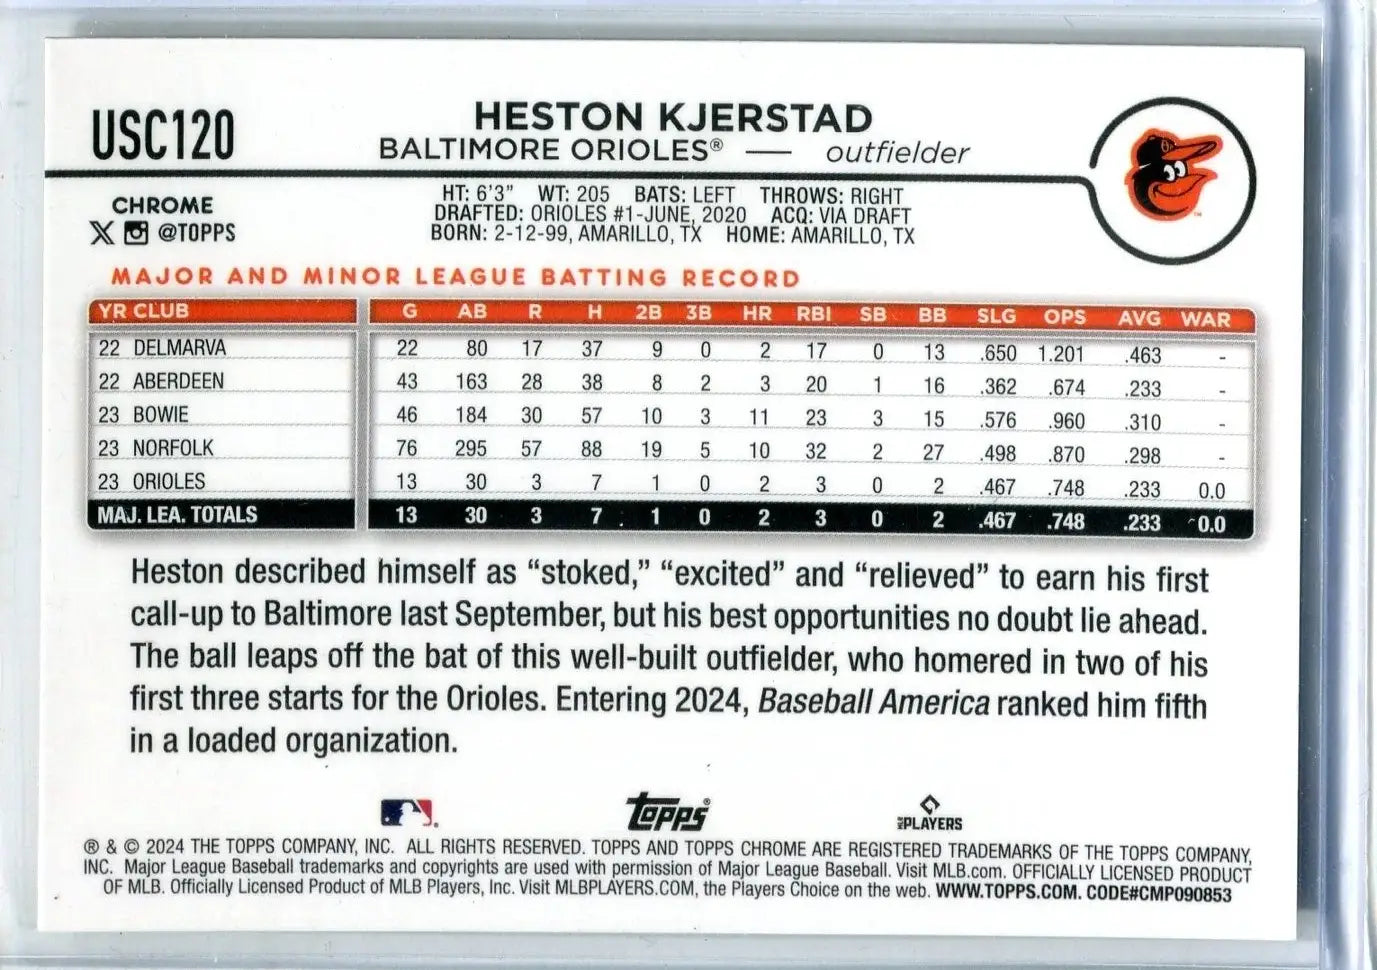 USC120
HESTON KJERSTAD
BALTIMORE ORIOLES® — outfielder
CHROME
@TOPPS
HT: 6'3" WT: 205 BATS: LEFT THROWS: RIGHT
DRAFTED: ORIOLES #1-JUNE, 2020 ACQ: VIA DRAFT
BORN: 2-12-99, AMARILLO, TX HOME: AMARILLO, TX
MAJOR AND MINOR LEAGUE BATTING RECORD
YR CLUB G AB R H 2B 3B HR RBI SB BB SLG OPS AVG WAR
22 DELMARVA 22 80 17 37 9 0 2 17 0 13 .650 1.201 .463 -
22 ABERDEEN 43 163 28 38 8 2 3 20 1 16 .362 .674 .233 -
23 BOWIE 46 184 30 57 10 3 11 23 3 15 .576 .960 .310 -
23 NORFOLK 76 295 57 88 19 5 10 32 2 27 .498 .870 .298 -
23 ORIOLES 13 30 3 7 1 0 2 3 0 2 .467 .748 .233 0.0
MAJ. LEA. TOTALS 13 30 3 7 1 0 2 3 0 2 .467 .748 .233 0.0
Heston described himself as “stoked,” “excited” and “relieved” to earn his first
call-up to Baltimore last September, but his best opportunities no doubt lie ahead.
The ball leaps off the bat of this well-built outfielder, who homered in two of his
first three starts for the Orioles. Entering 2024, Baseball America ranked him fifth
in a loaded organization.
topps®
MLB PLAYERS
® & © 2024 THE TOPPS COMPANY, INC. ALL RIGHTS RESERVED. TOPPS AND TOPPS CHROME ARE REGISTERED TRADEMARKS OF THE TOPPS COMPANY,
INC. Major League Baseball trademarks and copyrights are used with permission of Major League Baseball. Visit MLB.com. OFFICIALLY LICENSED PRODUCT
OF MLB. Officially Licensed Product of MLB Players, Inc. Visit MLBPLAYERS.COM, the Players Choice on the web. WWW.TOPPS.COM. CODE#CMP090853